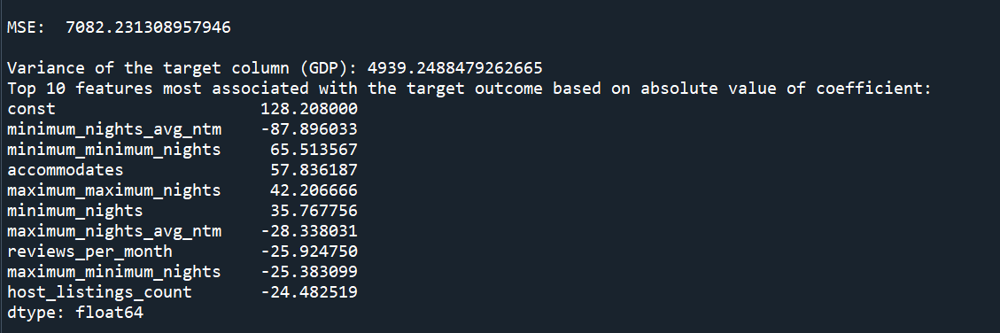 MSE:  7082.231308957946
Variance of the target column (GDP): 4939.2488479262665
Top 10 features most associated with the target outcome based on absolute value of coefficient:
const                     128.208000
minimum_nights_avg_ntm    -87.896033
minimum_minimum_nights     65.513567
accommodates               57.836187
maximum_maximum_nights     42.206666
minimum_nights             35.767756
maximum_nights_avg_ntm    -28.338031
reviews_per_month         -25.924750
maximum_minimum_nights    -25.383099
host_listings_count       -24.482519
dtype: float64